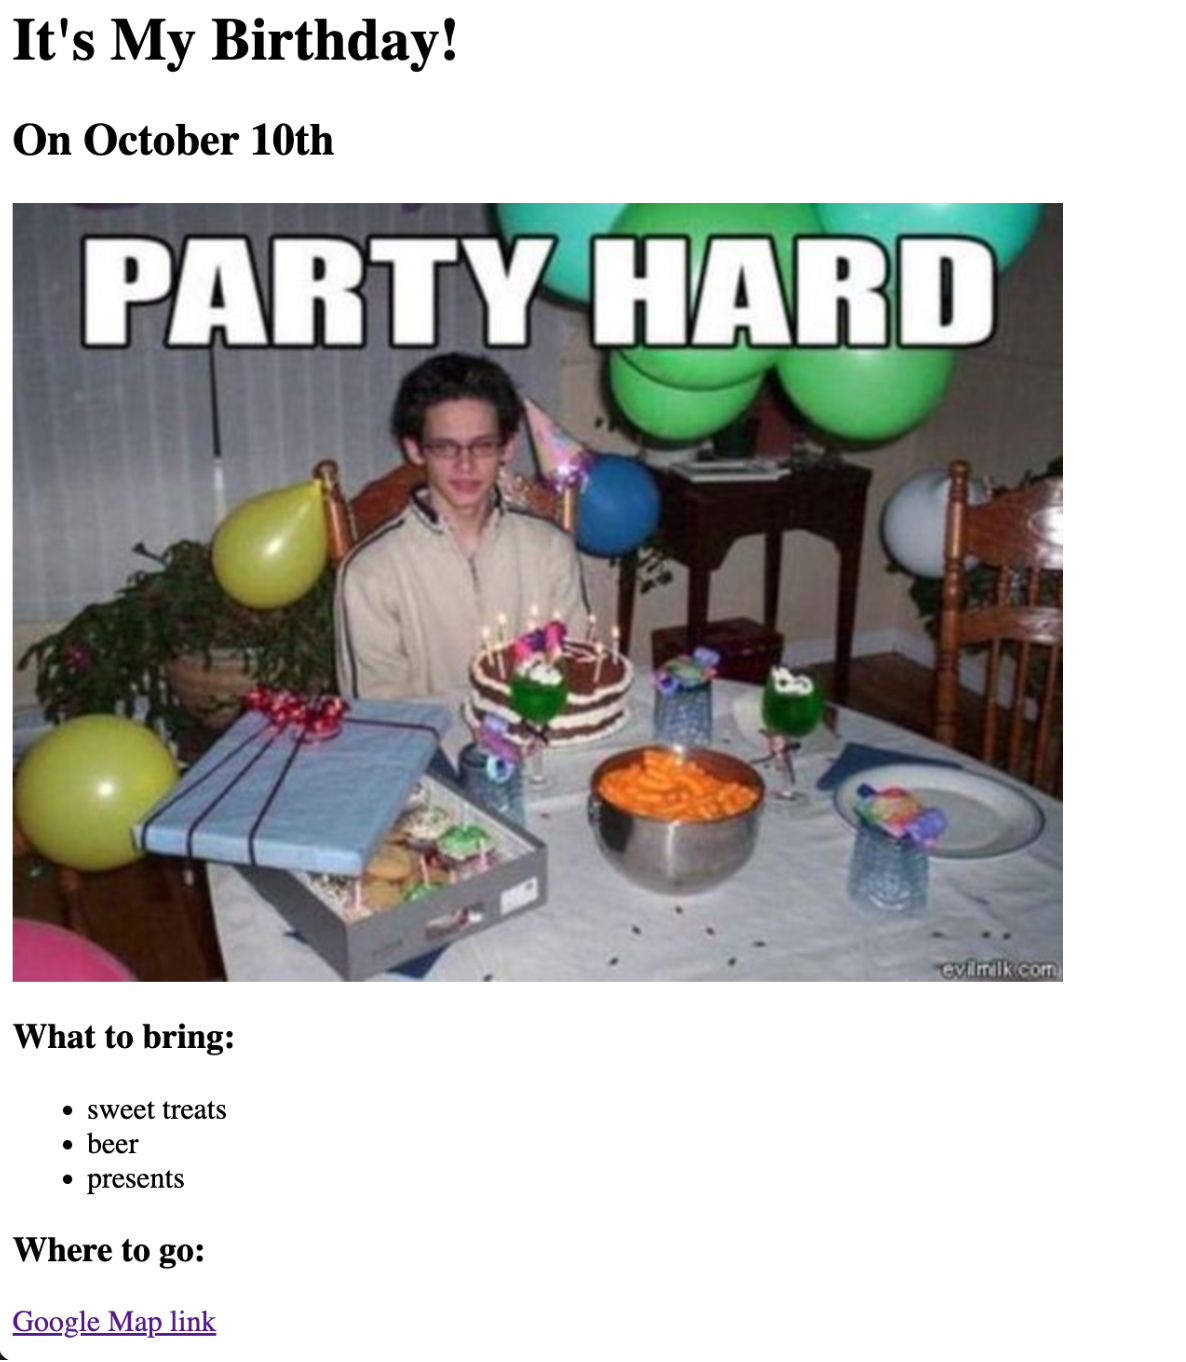 It's My Birthday!
On October 10th
PARTY HARD
evilmilk.com
What to bring:
sweet treats
beer
presents
Where to go:
Google Map link